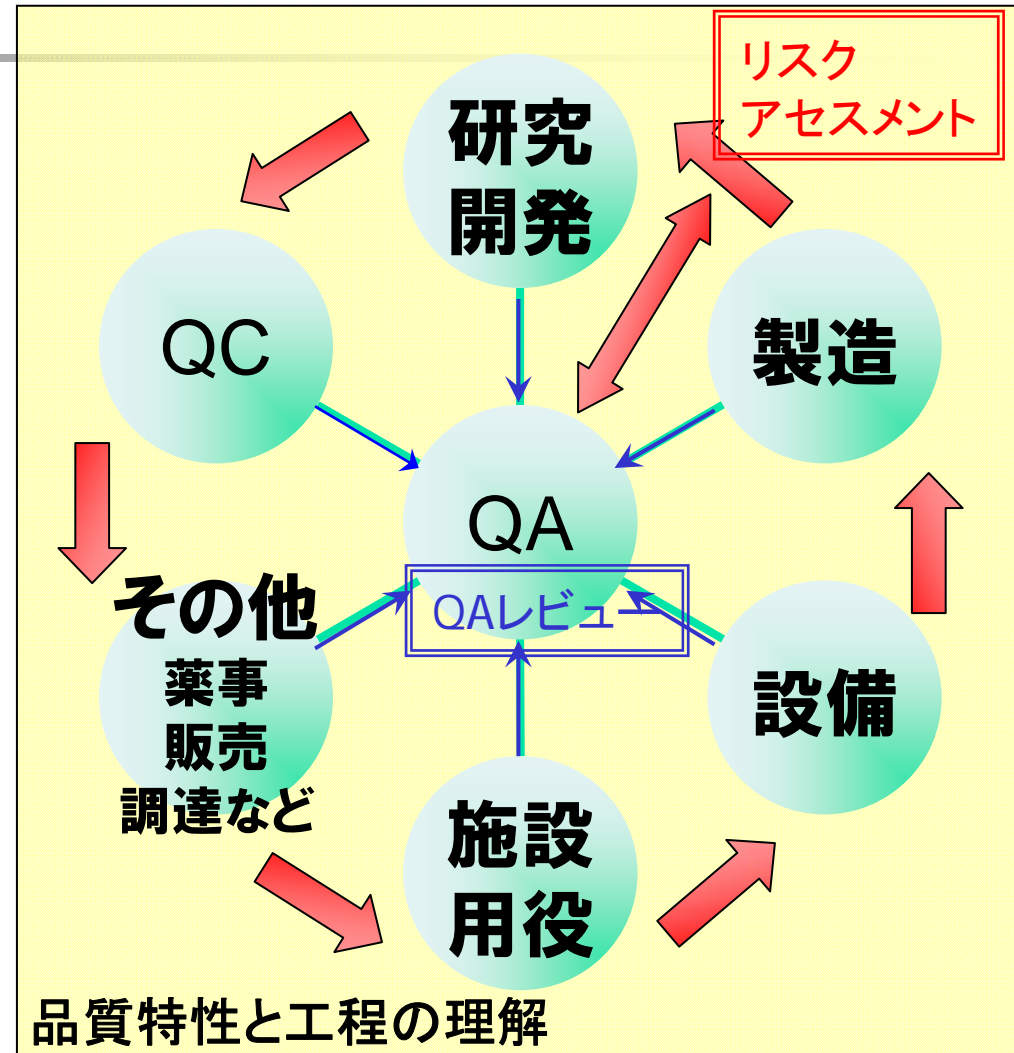 リスク
アセスメント
研究
開発
QC
製造
QA
QAレビュー
その他
薬事
販売
調達など
設備
施設
用役
品質特性と工程の理解